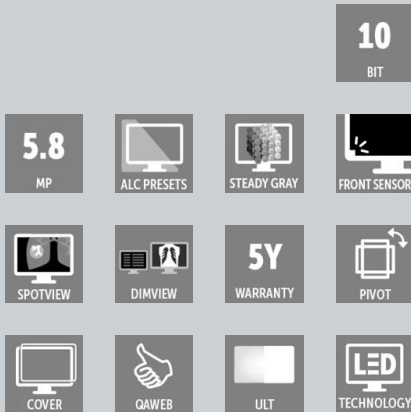 10
BIT
5.8
MP
ALC PRESETS
STEADY GRAY
FRONT SENSOR
SPOTVIEW
DIMVIEW
5Y
WARRANTY
PIVOT
COVER
QAWEB
ULT
LED
TECHNOLOGY